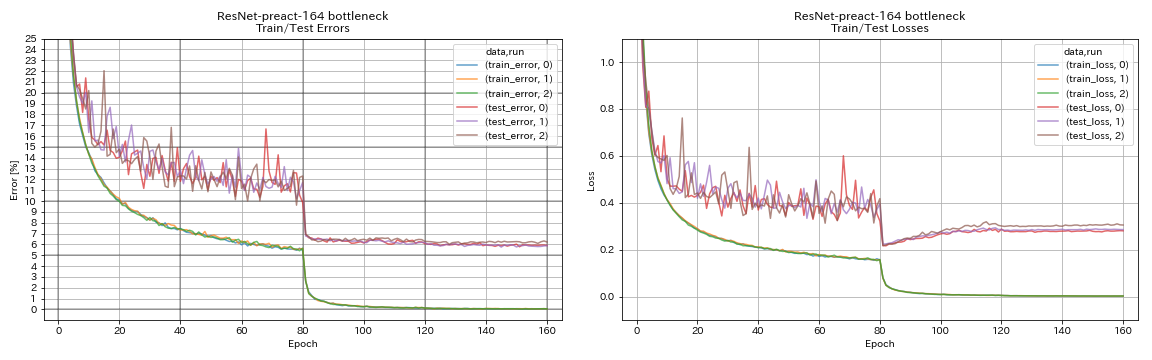 ResNet-preact-164 bottleneck
Train/Test Errors
25
24
23
22
21
20
19
18
17
16
15
14
13
12
11
10
9
8
7
6
5
4
3
2
1
0
Error [%]
data,run
(train_error, 0)
(train_error, 1)
(train_error, 2)
(test_error, 0)
(test_error, 1)
(test_error, 2)
0 20 40 60 80 100 120 140 160
Epoch
ResNet-preact-164 bottleneck
Train/Test Losses
1.0
0.8
0.6
0.4
0.2
0.0
Loss
data,run
(train_loss, 0)
(train_loss, 1)
(train_loss, 2)
(test_loss, 0)
(test_loss, 1)
(test_loss, 2)
0 20 40 60 80 100 120 140 160
Epoch